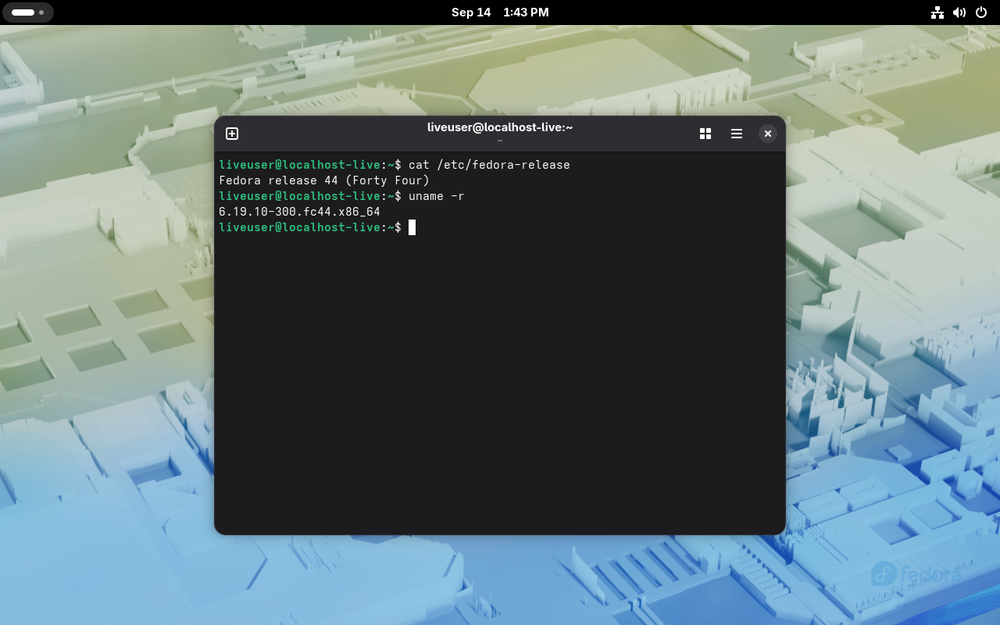 Sep 14 1:43 PM
liveuser@localhost-live:~
~
liveuser@localhost-live:~$ cat /etc/fedora-release
Fedora release 44 (Forty Four)
liveuser@localhost-live:~$ uname -r
6.19.10-300.fc44.x86_64
liveuser@localhost-live:~$
fedora